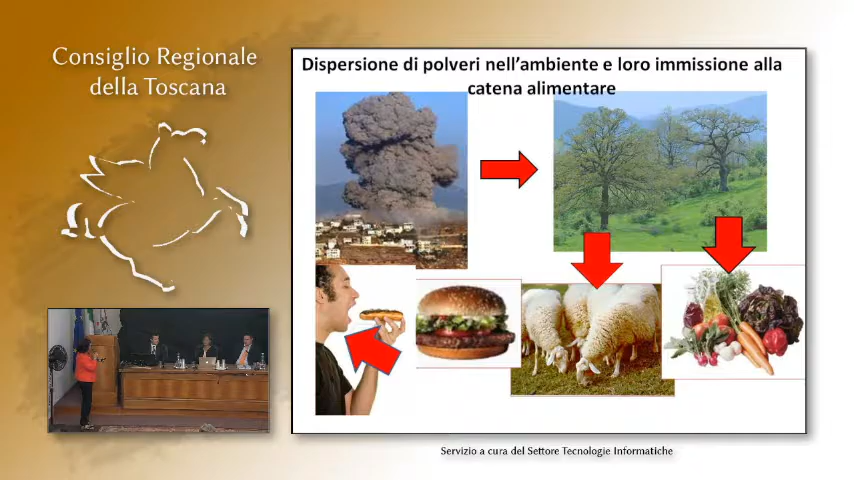 Consiglio Regionale
della Toscana
Dispersione di polveri nell'ambiente e loro immissione alla
catena alimentare
Servizio a cura del Settore Tecnologie Informatiche